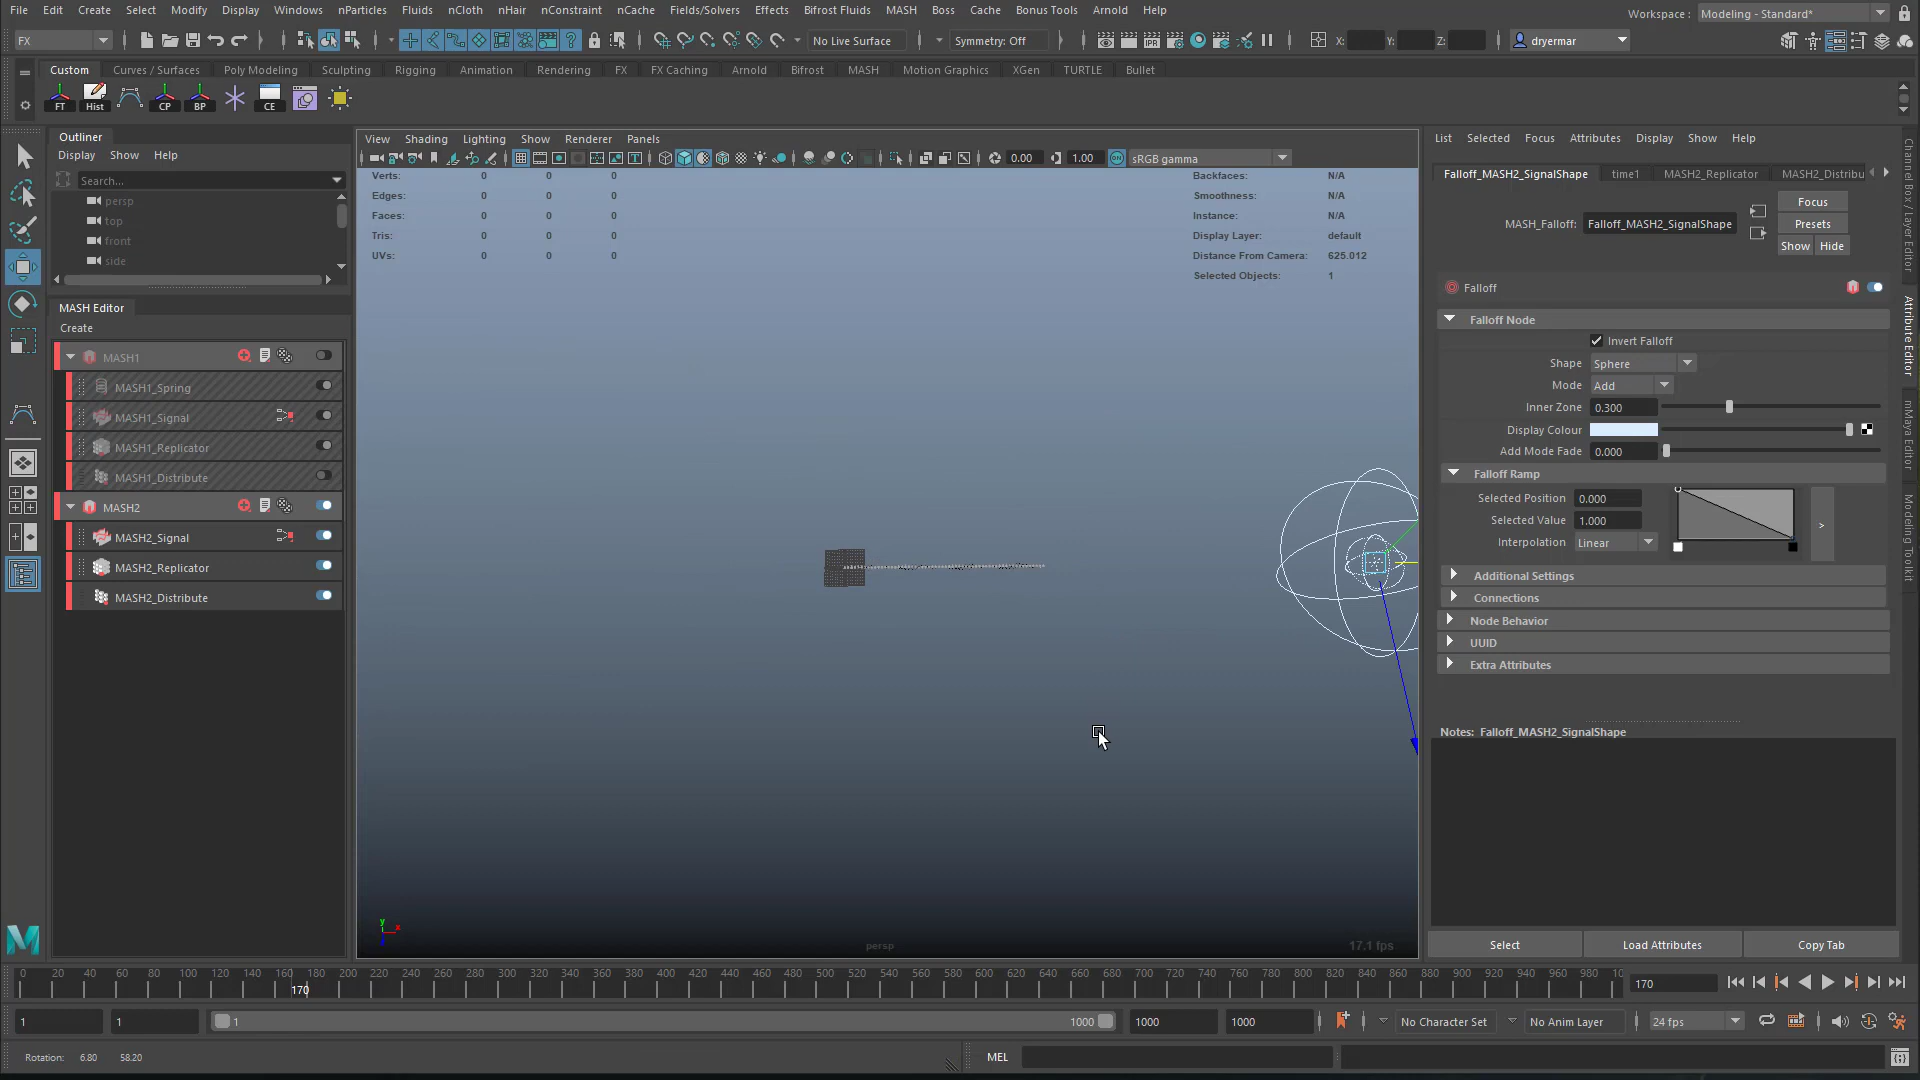 File Edit Create Select Modify Display Windows nParticles Fluids nCloth nHair nConstraint nCache Fields/Solvers Effects Bifrost Fluids MASH Boss Cache Bonus Tools Arnold Help Workspace : Modeling - Standard*
FX No Live Surface Symmetry: Off IPR X: Y: Z: dryermar
Custom Curves / Surfaces Poly Modeling Sculpting Rigging Animation Rendering FX FX Caching Arnold Bifrost MASH Motion Graphics XGen TURTLE Bullet
FT Hist CP BP CE
Outliner
Display Show Help
Search...
persp
top
front
side
MASH Editor
Create
MASH1
MASH1_Spring
MASH1_Signal
MASH1_Replicator
MASH1_Distribute
MASH2
MASH2_Signal
MASH2_Replicator
MASH2_Distribute
View Shading Lighting Show Renderer Panels
0.00 1.00 ON sRGB gamma
Verts: 0 0 0
Edges: 0 0 0
Faces: 0 0 0
Tris: 0 0 0
UVs: 0 0 0
Backfaces: N/A
Smoothness: N/A
Instance: N/A
Display Layer: default
Distance From Camera: 625.012
Selected Objects: 1
y
x
persp
17.1 fps
List Selected Focus Attributes Display Show Help
Falloff_MASH2_SignalShape time1 MASH2_Replicator MASH2_Distribu
MASH_Falloff: Falloff_MASH2_SignalShape
Focus
Presets
Show Hide
Falloff
Falloff Node
Invert Falloff
Shape Sphere
Mode Add
Inner Zone 0.300
Display Colour
Add Mode Fade 0.000
Falloff Ramp
Selected Position 0.000
Selected Value 1.000
Interpolation Linear
>
Additional Settings
Connections
Node Behavior
UUID
Extra Attributes
Notes: Falloff_MASH2_SignalShape
Select Load Attributes Copy Tab
Channel Box / Layer Editor
Attribute Editor
mMaya Editor
Modeling Toolkit
0 20 40 60 80 100 120 140 160 180 200 220 240 260 280 300 320 340 360 380 400 420 440 460 480 500 520 540 560 580 600 620 640 660 680 700 720 740 760 780 800 820 840 860 880 900 920 940 960 980 10
170
170
1 1 1 1000 1000 1000 No Character Set No Anim Layer 24 fps
Rotation: 6.80 58.20 MEL